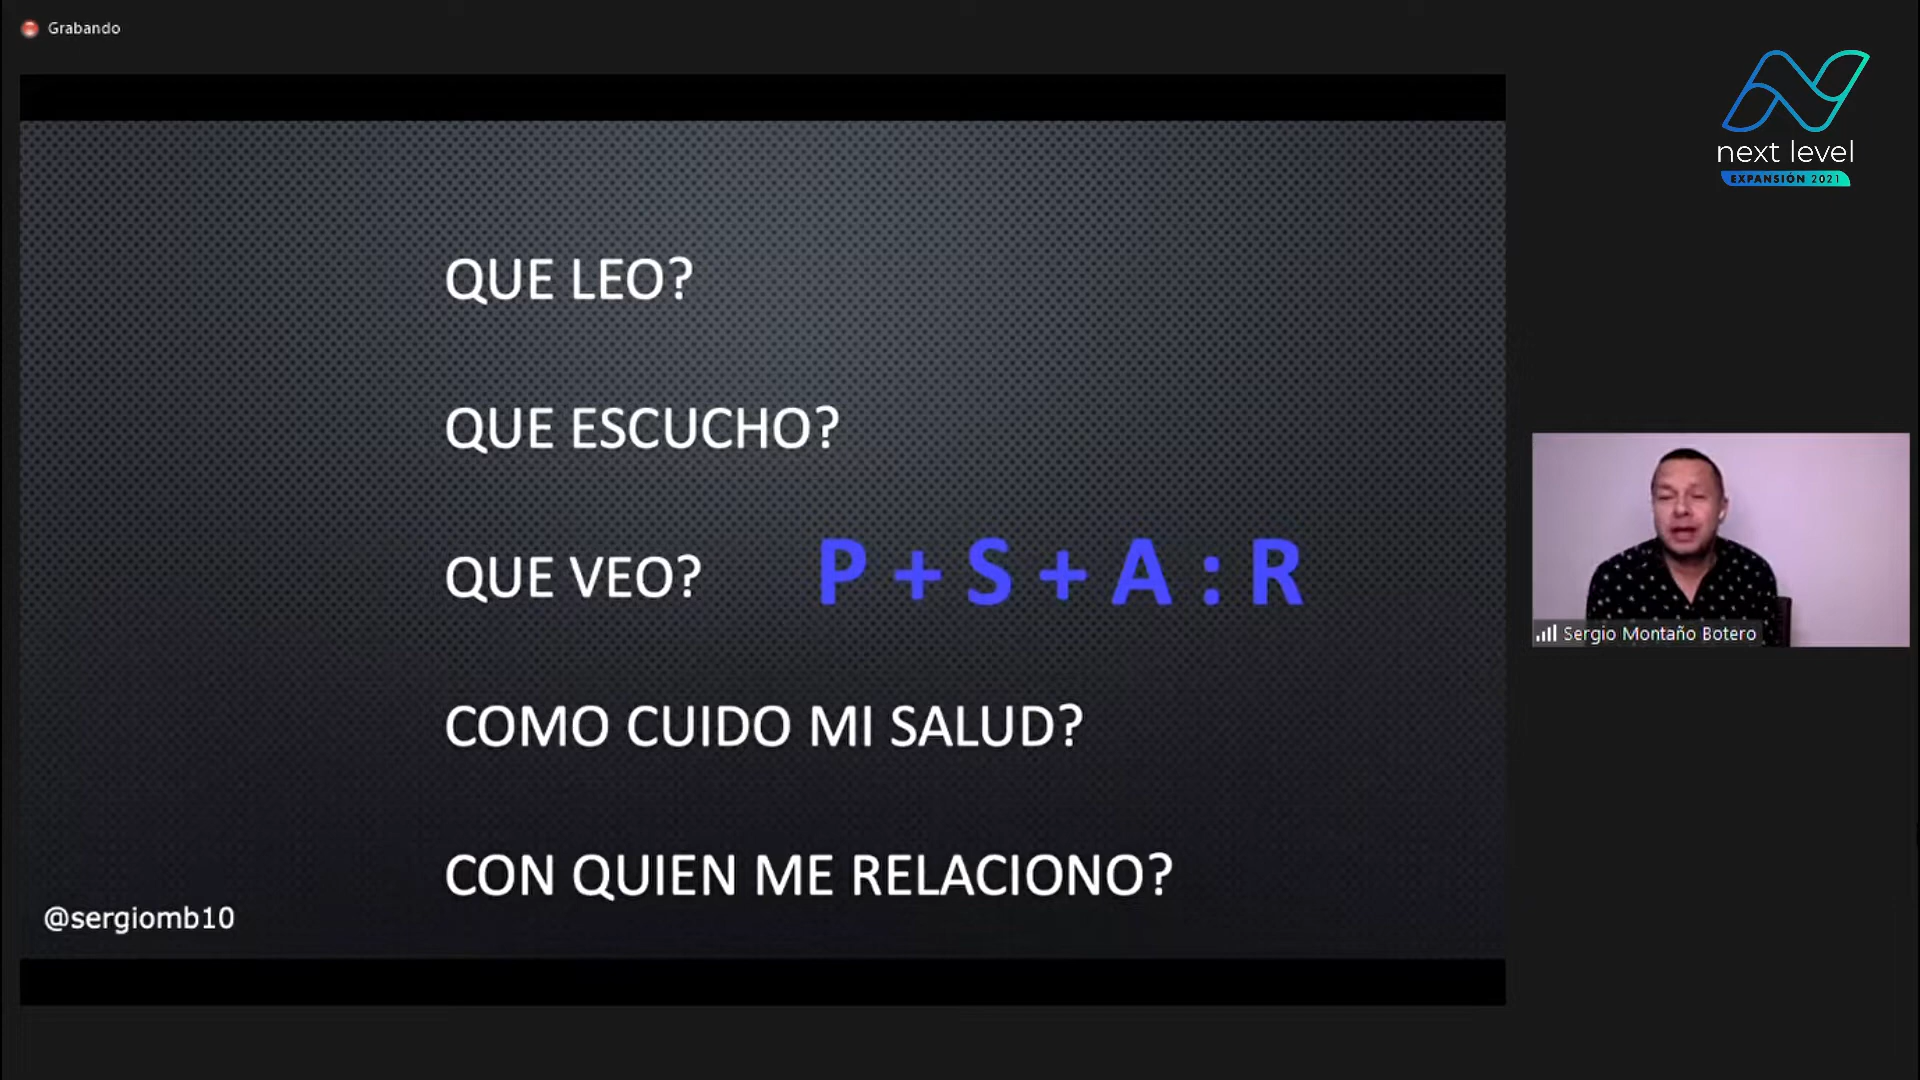 Grabando
next level
EXPANSIÓN 2021
QUE LEO?
QUE ESCUCHO?
QUE VEO?
P + S + A : R
COMO CUIDO MI SALUD?
CON QUIEN ME RELACIONO?
@sergiomb10
Sergio Montaño Botero